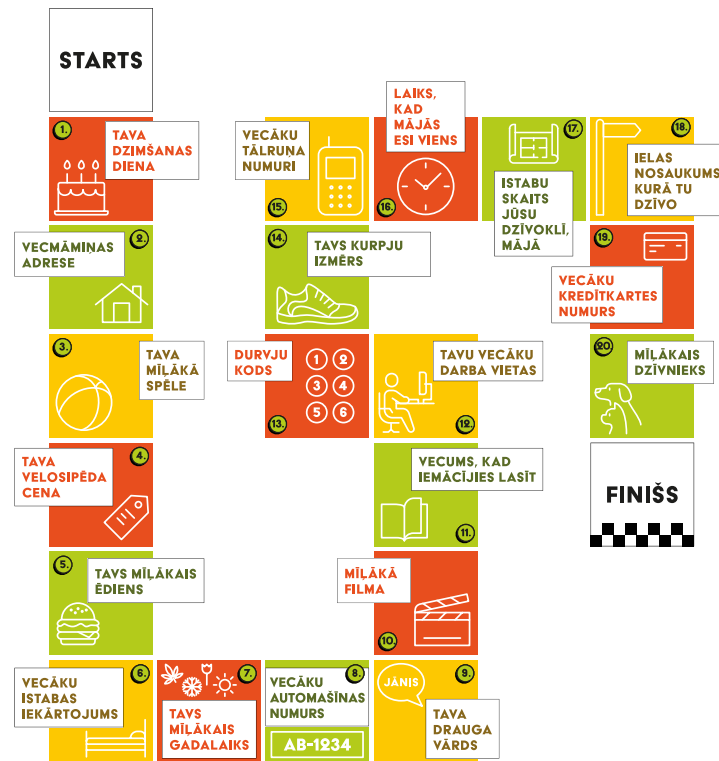 STARTS
1.
TAVA
DZIMŠANAS
DIENA
2.
VECMĀMIŅAS
ADRESE
3.
TAVA
MĪĻĀKĀ
SPĒLE
4.
TAVA
VELOSIPĒDA
CENA
5.
TAVS MĪĻĀKAIS
ĒDIENS
6.
VECĀKU
ISTABAS
IEKĀRTOJUMS
7.
TAVS
MĪĻĀKAIS
GADALAIKS
8.
VECĀKU
AUTOMAŠĪNAS
NUMURS
AB-1234
9.
JĀNIS
TAVA
DRAUGA
VĀRDS
10.
MĪĻĀKĀ
FILMA
11.
VECUMS, KAD
IEMĀCĪJIES LASĪT
12.
TAVU VECĀKU
DARBA VIETAS
13.
DURVJU
KODS
1 2
3 4
5 6
14.
TAVS KURPJU
IZMĒRS
15.
VECĀKU
TĀLRUŅA
NUMURI
16.
LAIKS,
KAD
MĀJĀS
ESI VIENS
17.
ISTABU
SKAITS
JŪSU
DZĪVOKLĪ,
MĀJĀ
18.
IELAS
NOSAUKUMS
KURĀ TU
DZĪVO
19.
VECĀKU
KREDĪTKARTES
NUMURS
20.
MĪĻĀKAIS
DZĪVNIEKS
FINIŠS